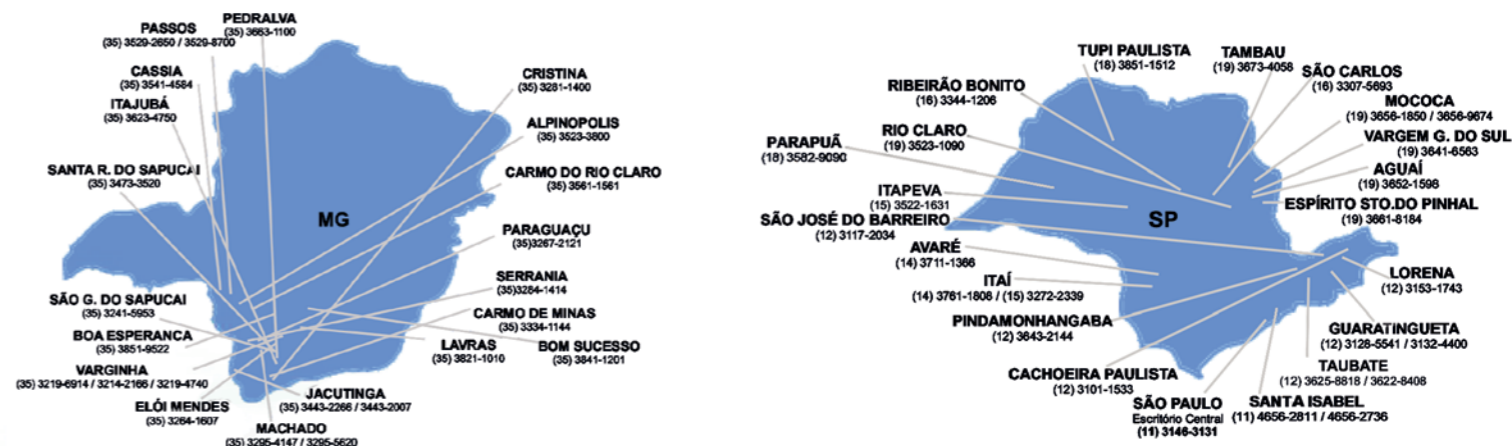 PEDRALVA
(35) 3663-1100
PASSOS
(35) 3529-2650 / 3529-8700
CASSIA
(35) 3541-4584
ITAJUBÁ
(35) 3623-4750
SANTA R. DO SAPUCAI
(35) 3473-3520
SÃO G. DO SAPUCAI
(35) 3241-5953
BOA ESPERANCA
(35) 3851-9522
VARGINHA
(35) 3219-6914 / 3214-2166 / 3219-4740
ELÓI MENDES
(35) 3264-1607
MACHADO
(35) 3295-4147 / 3295-5620
MG
CRISTINA
(35) 3281-1400
ALPINOPOLIS
(35) 3523-3800
CARMO DO RIO CLARO
(35) 3561-1561
PARAGUAÇU
(35)3267-2121
SERRANIA
(35)3284-1414
CARMO DE MINAS
(35) 3334-1144
LAVRAS
(35) 3821-1010
BOM SUCESSO
(35) 3841-1201
JACUTINGA
(35) 3443-2266 / 3443-2007
TUPI PAULISTA
(18) 3851-1512
TAMBAU
(19) 3673-4058
RIBEIRÃO BONITO
(16) 3344-1206
SÃO CARLOS
(16) 3307-5693
MOCOCA
(19) 3656-1850 / 3656-9674
RIO CLARO
(19) 3523-1090
VARGEM G. DO SUL
(19) 3641-6563
PARAPUÃ
(18) 3582-9090
AGUAÍ
(19) 3652-1598
ITAPEVA
(15) 3522-1631
ESPÍRITO STO.DO PINHAL
(19) 3661-8184
SÃO JOSÉ DO BARREIRO
(12) 3117-2034
SP
AVARÉ
(14) 3711-1366
ITAÍ
(14) 3761-1808 / (15) 3272-2339
LORENA
(12) 3153-1743
PINDAMONHANGABA
(12) 3643-2144
GUARATINGUETA
(12) 3128-5541 / 3132-4400
CACHOEIRA PAULISTA
(12) 3101-1533
TAUBATE
(12) 3625-8818 / 3622-8408
SÃO PAULO
Escritório Central
(11) 3146-3131
SANTA ISABEL
(11) 4656-2811 / 4656-2736